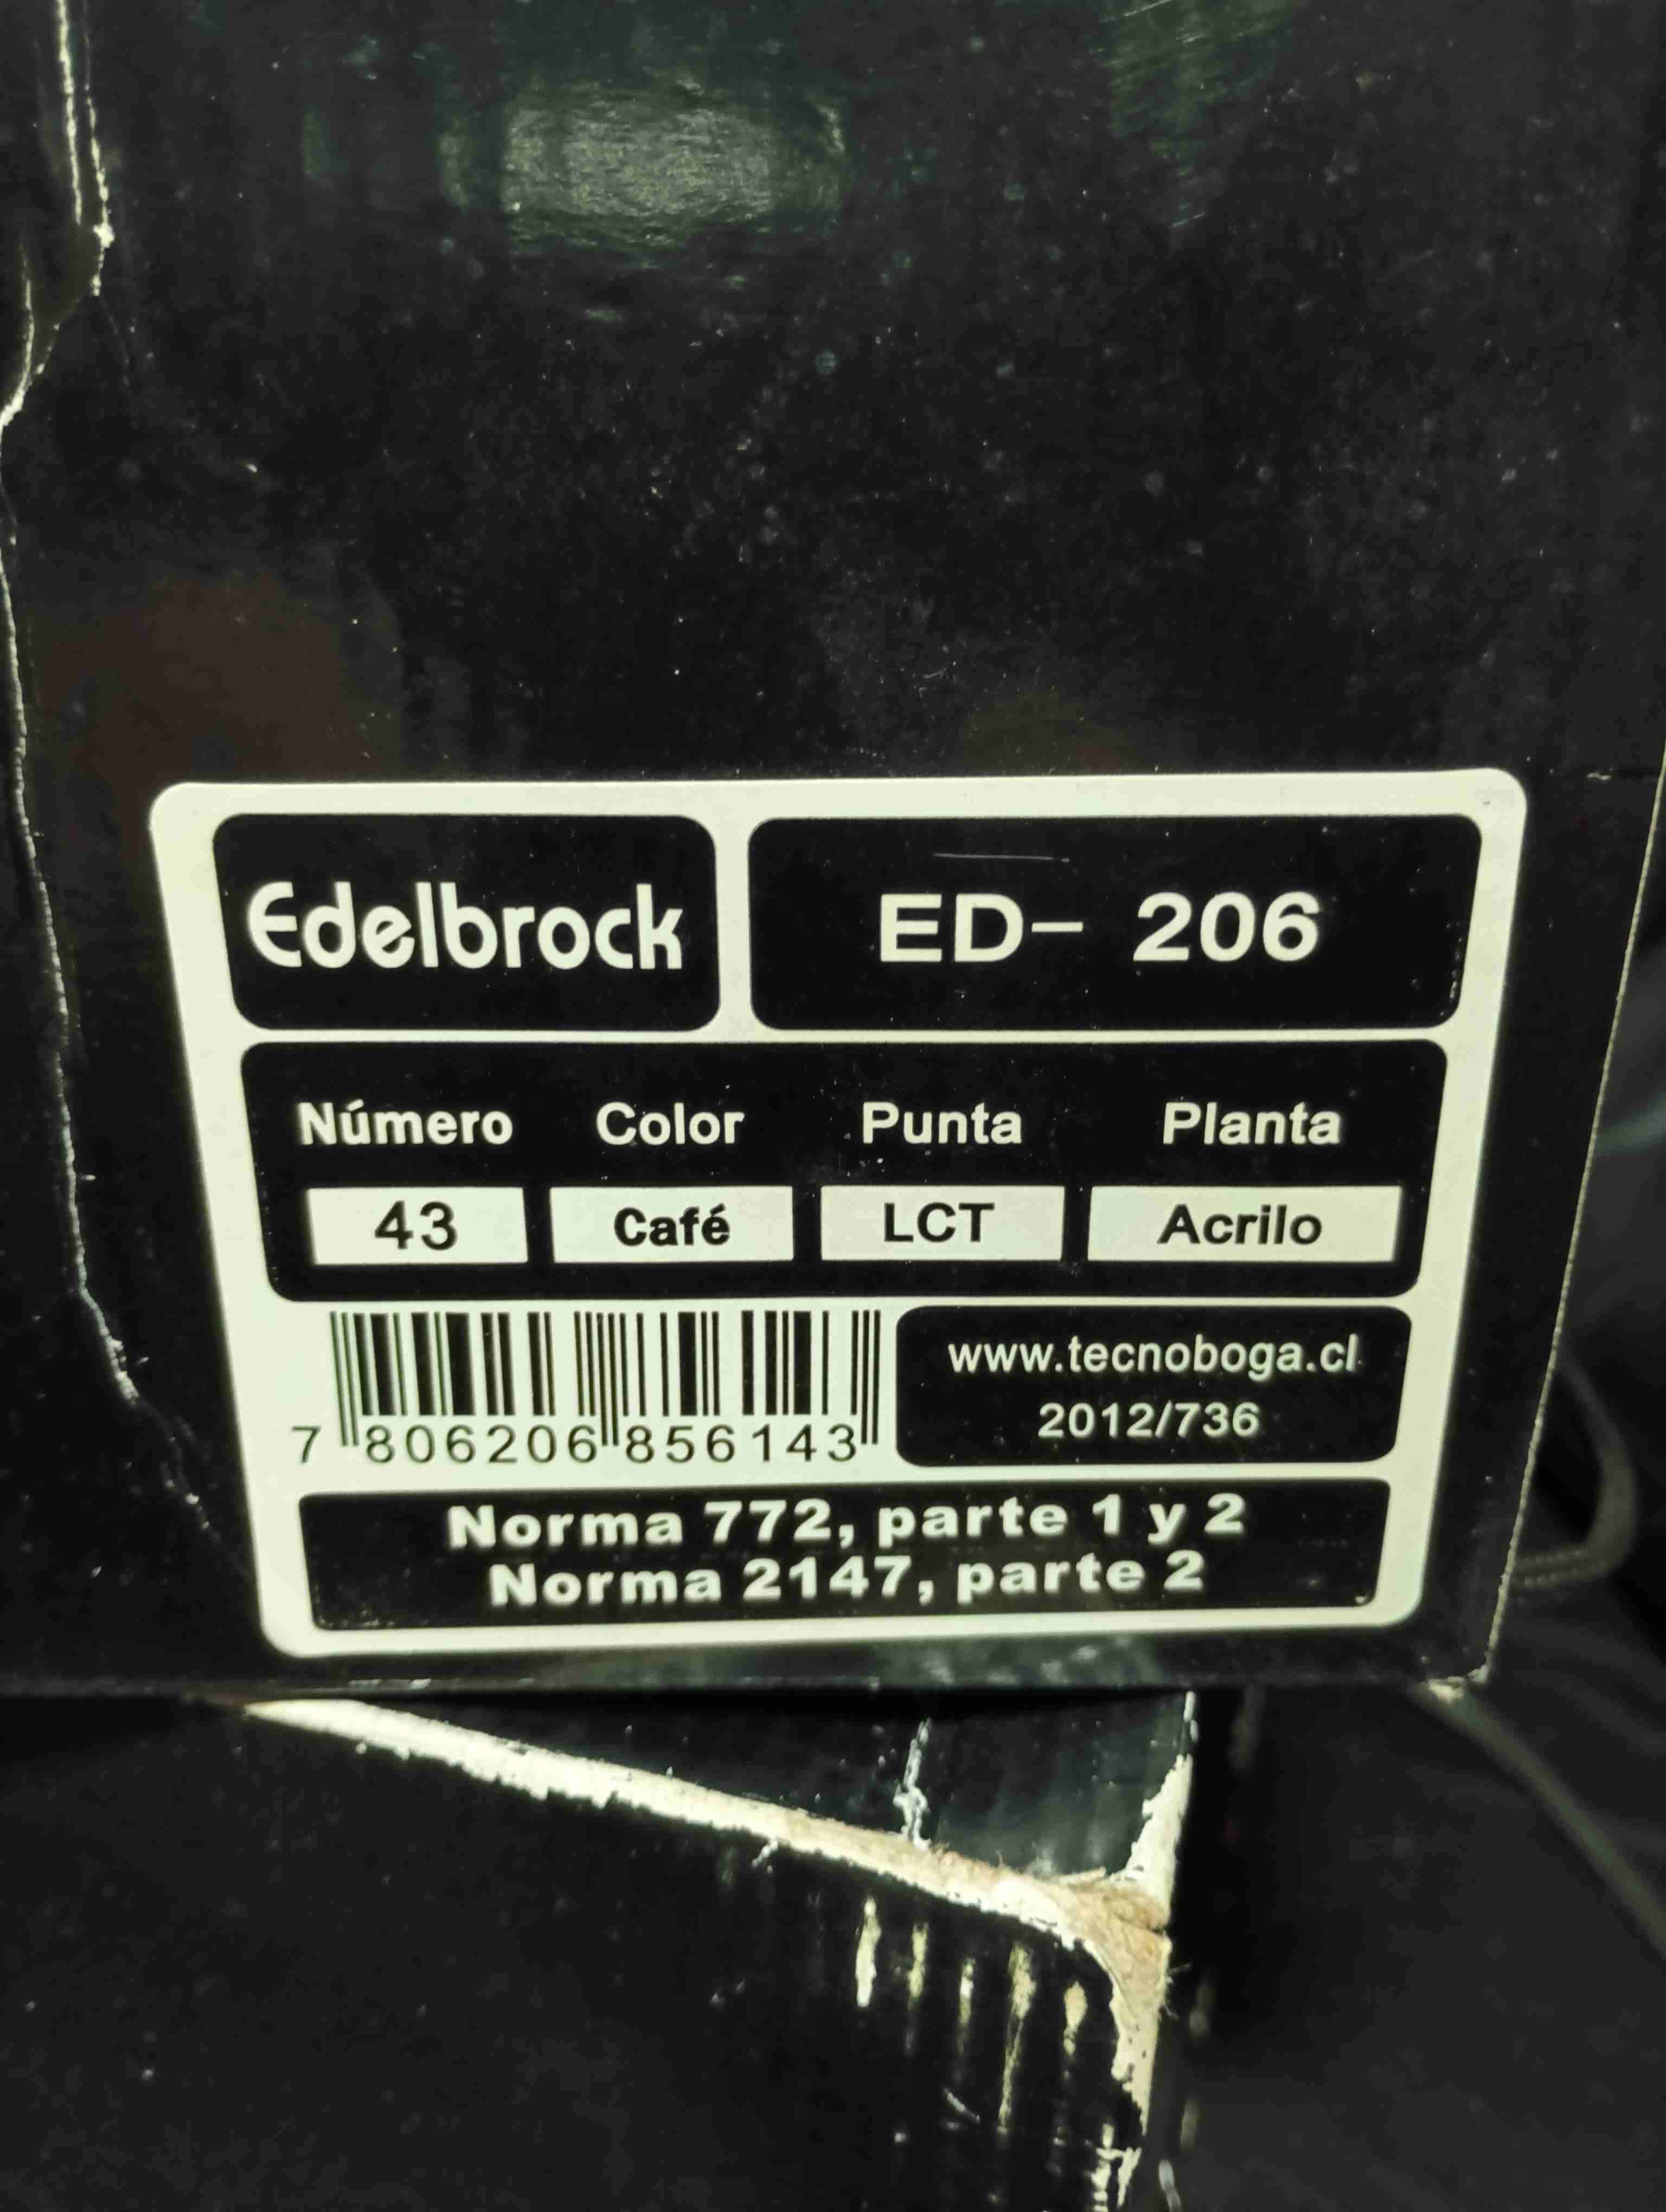 Edelbrock
ED- 206
Número Color Punta Planta
43 Café LCT Acrilo
7 806206 856143
www.tecnoboga.cl
2012/736
Norma 772, parte 1 y 2
Norma 2147, parte 2